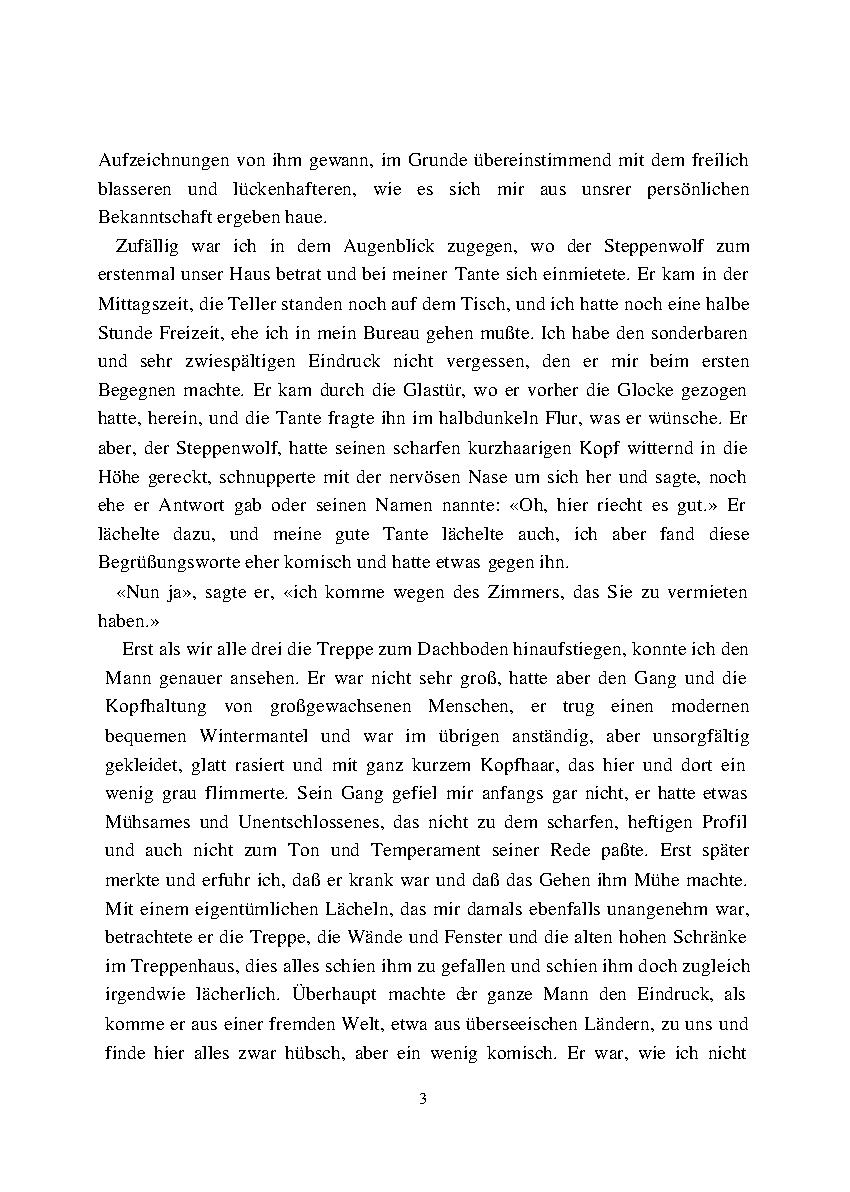 Aufzeichnungen von ihm gewann, im Grunde übereinstimmend mit dem freilich
blasseren und lückenhafteren, wie es sich mir aus unsrer persönlichen
Bekanntschaft ergeben haue.
Zufällig war ich in dem Augenblick zugegen, wo der Steppenwolf zum
erstenmal unser Haus betrat und bei meiner Tante sich einmietete. Er kam in der
Mittagszeit, die Teller standen noch auf dem Tisch, und ich hatte noch eine halbe
Stunde Freizeit, ehe ich in mein Bureau gehen mußte. Ich habe den sonderbaren
und sehr zwiespältigen Eindruck nicht vergessen, den er mir beim ersten
Begegnen machte. Er kam durch die Glastür, wo er vorher die Glocke gezogen
hatte, herein, und die Tante fragte ihn im halbdunkeln Flur, was er wünsche. Er
aber, der Steppenwolf, hatte seinen scharfen kurzhaarigen Kopf witternd in die
Höhe gereckt, schnupperte mit der nervösen Nase um sich her und sagte, noch
ehe er Antwort gab oder seinen Namen nannte: «Oh, hier riecht es gut.» Er
lächelte dazu, und meine gute Tante lächelte auch, ich aber fand diese
Begrüßungsworte eher komisch und hatte etwas gegen ihn.
«Nun ja», sagte er, «ich komme wegen des Zimmers, das Sie zu vermieten
haben.»
Erst als wir alle drei die Treppe zum Dachboden hinaufstiegen, konnte ich den
Mann genauer ansehen. Er war nicht sehr groß, hatte aber den Gang und die
Kopfhaltung von großgewachsenen Menschen, er trug einen modernen
bequemen Wintermantel und war im übrigen anständig, aber unsorgfältig
gekleidet, glatt rasiert und mit ganz kurzem Kopfhaar, das hier und dort ein
wenig grau flimmerte. Sein Gang gefiel mir anfangs gar nicht, er hatte etwas
Mühsames und Unentschlossenes, das nicht zu dem scharfen, heftigen Profil
und auch nicht zum Ton und Temperament seiner Rede paßte. Erst später
merkte und erfuhr ich, daß er krank war und daß das Gehen ihm Mühe machte.
Mit einem eigentümlichen Lächeln, das mir damals ebenfalls unangenehm war,
betrachtete er die Treppe, die Wände und Fenster und die alten hohen Schränke
im Treppenhaus, dies alles schien ihm zu gefallen und schien ihm doch zugleich
irgendwie lächerlich. Überhaupt machte der ganze Mann den Eindruck, als
komme er aus einer fremden Welt, etwa aus überseeischen Ländern, zu uns und
finde hier alles zwar hübsch, aber ein wenig komisch. Er war, wie ich nicht
3